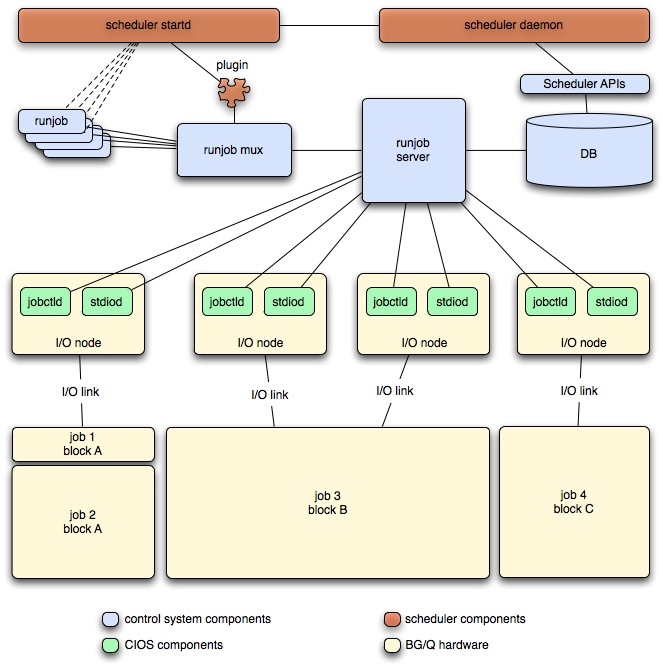 scheduler startd
scheduler daemon
plugin
Scheduler APIs
runjob
runjob mux
runjob
server
DB
jobctld
stdiod
jobctld
stdiod
jobctld
stdiod
jobctld
stdiod
I/O node
I/O node
I/O node
I/O node
I/O link
I/O link
I/O link
I/O link
job 1
block A
job 2
block A
job 3
block B
job 4
block C
control system components
scheduler components
CIOS components
BG/Q hardware